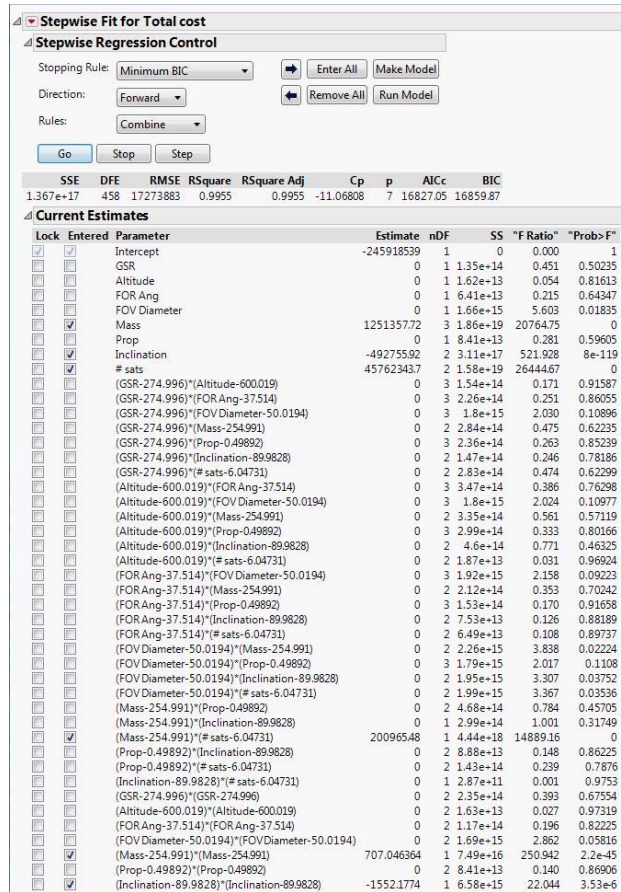 Stepwise Fit for Total cost
Stepwise Regression Control
Stopping Rule: Minimum BIC Enter All Make Model
Direction: Forward Remove All Run Model
Rules: Combine
Go Stop Step
SSE DFE RMSE RSquare RSquare Adj Cp p AICc BIC
1.367e+17 458 17273883 0.9955 0.9955 -11.06808 7 16827.05 16859.87
Current Estimates
Lock Entered Parameter Estimate nDF SS "F Ratio" "Prob>F"
Intercept -245918539 1 0 0.000 1
GSR 0 1 1.35e+14 0.451 0.50235
Altitude 0 1 1.62e+13 0.054 0.81613
FOR Ang 0 1 6.41e+13 0.215 0.64347
FOV Diameter 0 1 1.66e+15 5.603 0.01835
Mass 1251357.72 3 1.86e+19 20764.75 0
Prop 0 1 8.41e+13 0.281 0.59605
Inclination -492755.92 2 3.11e+17 521.928 8e-119
# sats 45762343.7 2 1.58e+19 26444.67 0
(GSR-274.996)*(Altitude-600.019) 0 3 1.54e+14 0.171 0.91587
(GSR-274.996)*(FOR Ang-37.514) 0 3 2.26e+14 0.251 0.86055
(GSR-274.996)*(FOV Diameter-50.0194) 0 3 1.8e+15 2.030 0.10896
(GSR-274.996)*(Mass-254.991) 0 2 2.84e+14 0.475 0.62235
(GSR-274.996)*(Prop-0.49892) 0 3 2.36e+14 0.263 0.85239
(GSR-274.996)*(Inclination-89.9828) 0 2 1.47e+14 0.246 0.78186
(GSR-274.996)*(# sats-6.04731) 0 2 2.83e+14 0.474 0.62299
(Altitude-600.019)*(FOR Ang-37.514) 0 3 3.47e+14 0.386 0.76298
(Altitude-600.019)*(FOV Diameter-50.0194) 0 3 1.8e+15 2.024 0.10977
(Altitude-600.019)*(Mass-254.991) 0 2 3.35e+14 0.561 0.57119
(Altitude-600.019)*(Prop-0.49892) 0 3 2.99e+14 0.333 0.80166
(Altitude-600.019)*(Inclination-89.9828) 0 2 4.6e+14 0.771 0.46325
(Altitude-600.019)*(# sats-6.04731) 0 2 1.87e+13 0.031 0.96924
(FOR Ang-37.514)*(FOV Diameter-50.0194) 0 3 1.92e+15 2.158 0.09223
(FOR Ang-37.514)*(Mass-254.991) 0 2 2.12e+14 0.353 0.70242
(FOR Ang-37.514)*(Prop-0.49892) 0 3 1.53e+14 0.170 0.91658
(FOR Ang-37.514)*(Inclination-89.9828) 0 2 7.53e+13 0.126 0.88189
(FOR Ang-37.514)*(# sats-6.04731) 0 2 6.49e+13 0.108 0.89737
(FOV Diameter-50.0194)*(Mass-254.991) 0 2 2.26e+15 3.838 0.02224
(FOV Diameter-50.0194)*(Prop-0.49892) 0 3 1.79e+15 2.017 0.1108
(FOV Diameter-50.0194)*(Inclination-89.9828) 0 2 1.95e+15 3.307 0.03752
(FOV Diameter-50.0194)*(# sats-6.04731) 0 2 1.99e+15 3.367 0.03536
(Mass-254.991)*(Prop-0.49892) 0 2 4.68e+14 0.784 0.45705
(Mass-254.991)*(Inclination-89.9828) 0 1 2.99e+14 1.001 0.31749
(Mass-254.991)*(# sats-6.04731) 200965.48 1 4.44e+18 14889.16 0
(Prop-0.49892)*(Inclination-89.9828) 0 2 8.88e+13 0.148 0.86225
(Prop-0.49892)*(# sats-6.04731) 0 2 1.43e+14 0.239 0.7876
(Inclination-89.9828)*(# sats-6.04731) 0 1 2.87e+11 0.001 0.9753
(GSR-274.996)*(GSR-274.996) 0 2 2.35e+14 0.393 0.67554
(Altitude-600.019)*(Altitude-600.019) 0 2 1.63e+13 0.027 0.97319
(FOR Ang-37.514)*(FOR Ang-37.514) 0 2 1.17e+14 0.196 0.82225
(FOV Diameter-50.0194)*(FOV Diameter-50.0194) 0 2 1.69e+15 2.862 0.05816
(Mass-254.991)*(Mass-254.991) 707.046364 1 7.49e+16 250.942 2.2e-45
(Prop-0.49892)*(Prop-0.49892) 0 2 8.41e+13 0.140 0.86906
(Inclination-89.9828)*(Inclination-89.9828) -1552.1774 1 6.58e+15 22.044 3.53e-6